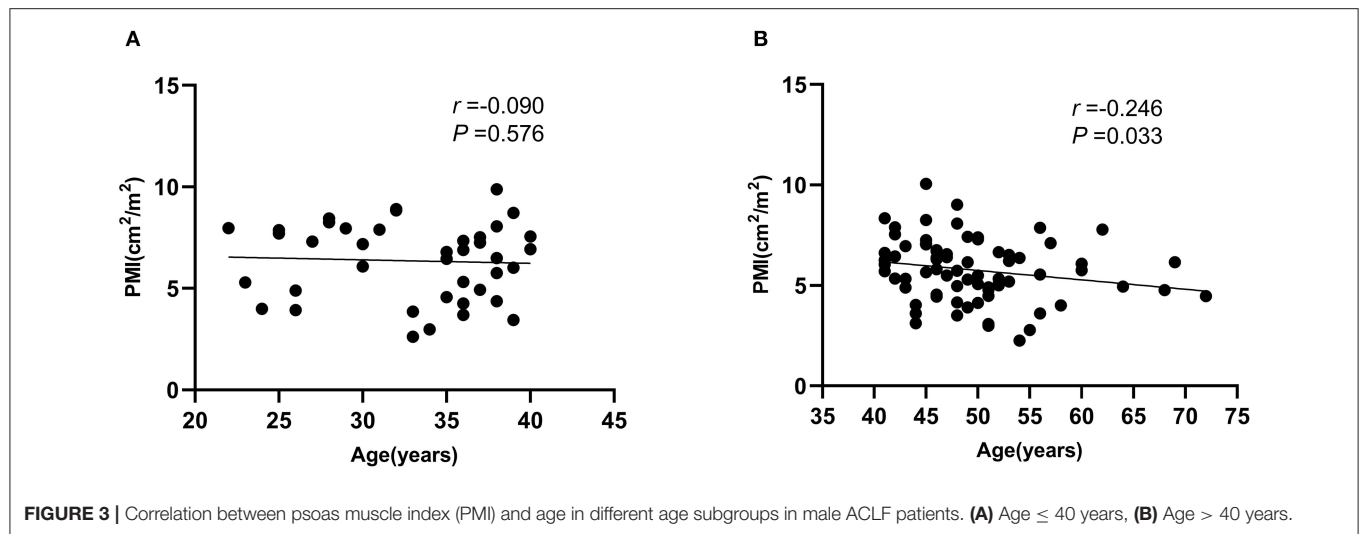 A
15
10
5
0
PMI(cm²/m²)
r =-0.090
P =0.576
20 25 30 35 40 45
Age(years)
B
15
10
5
0
PMI(cm²/m²)
r =-0.246
P =0.033
35 40 45 50 55 60 65 70 75
Age(years)
FIGURE 3 | Correlation between psoas muscle index (PMI) and age in different age subgroups in male ACLF patients. (A) Age ≤ 40 years, (B) Age > 40 years.